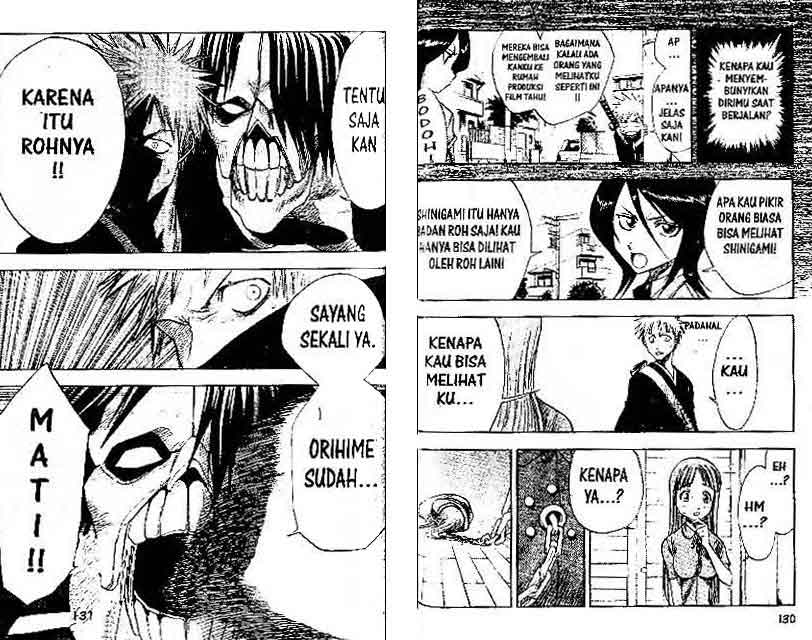 KENAPA KAU
MENYEM-
BUNYIKAN
DIRIMU SAAT
BERJALAN?
AP
...
APANYA
...
JELAS
SAJA
KAN!
BAGAIMANA
KALAU ADA
ORANG YANG
MELIHATKU
SEPERTI INI
!!
MEREKA BISA
MENGEMBALI
KANKU KE
RUMAH
PRODUKSI
FILM TAHU!
BODOH!
APA KAU PIKIR
ORANG BIASA
BISA MELIHAT
SHINIGAMI!
SHINIGAMI ITU HANYA
BADAN ROH SAJA! KAU
HANYA BISA DILIHAT
OLEH ROH LAIN!
PADAHAL
...
...
KAU
...
KENAPA
KAU BISA
MELIHAT
KU...
EH
...?
HM
...?
KENAPA
YA...?
130
TENTU
SAJA
KAN
KARENA
ITU
ROHNYA
!!
SAYANG
SEKALI YA.
ORIHIME
SUDAH...
MATI!!
131